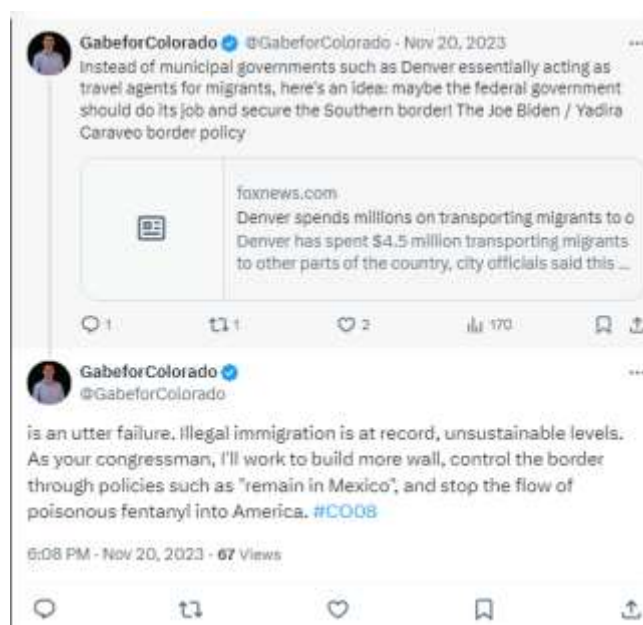 GabeforColorado @GabeforColorado · Nov 20, 2023
Instead of municipal governments such as Denver essentially acting as
travel agents for migrants, here's an idea: maybe the federal government
should do its job and secure the Southern border! The Joe Biden / Yadira
Caraveo border policy
foxnews.com
Denver spends millions on transporting migrants to o
Denver has spent $4.5 million transporting migrants
to other parts of the country, city officials said this ...
1 1 2 170
GabeforColorado
@GabeforColorado
is an utter failure. Illegal immigration is at record, unsustainable levels.
As your congressman, I'll work to build more wall, control the border
through policies such as "remain in Mexico", and stop the flow of
poisonous fentanyl into America. #CO08
6:08 PM · Nov 20, 2023 · 67 Views